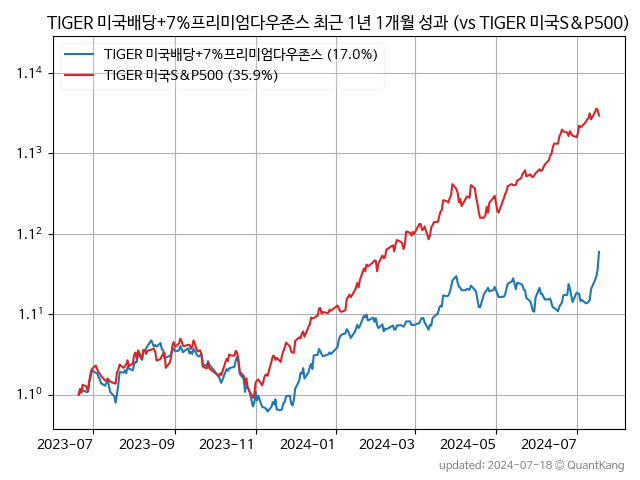 TIGER 미국배당+7%프리미엄다우존스 최근 1년 1개월 성과 (vs TIGER 미국S&P500)
TIGER 미국배당+7%프리미엄다우존스 (17.0%)
TIGER 미국S&P500 (35.9%)
1.1⁴
1.1³
1.1²
1.1¹
1.1⁰
2023-07 2023-09 2023-11 2024-01 2024-03 2024-05 2024-07
updated: 2024-07-18 © QuantKang